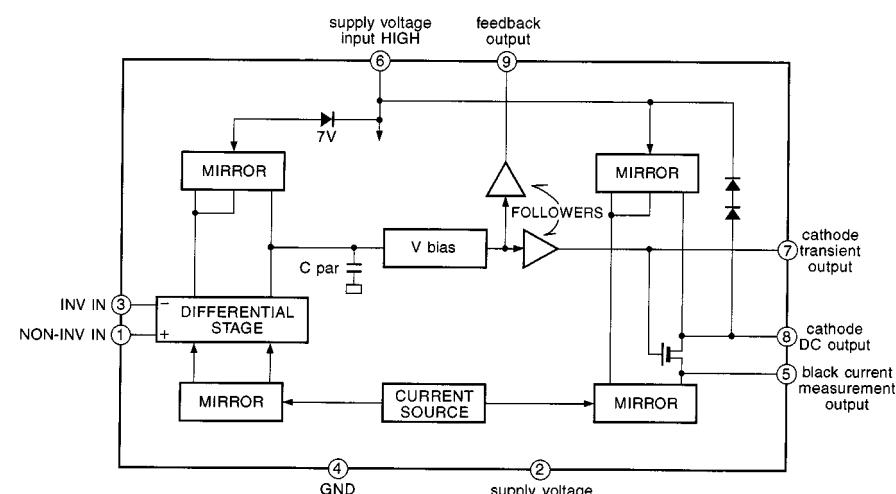 supply voltage
input HIGH
feedback
output
6
9
7V
MIRROR
MIRROR
FOLLOWERS
V bias
C par
7
cathode
transient
output
INV IN 3
−
DIFFERENTIAL
STAGE
NON-INV IN 1
+
8
cathode
DC output
5
black current
measurement
output
MIRROR
CURRENT
SOURCE
MIRROR
4
GND
2
supply voltage